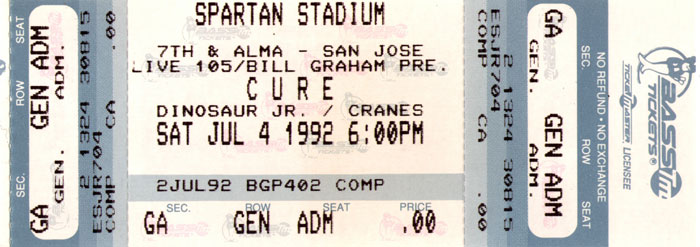 SEAT
ROW
SEC.
30815 .00
GEN ADM
ADM.
2 1324
CA
GA GEN.
ESJR704
COMP
SPARTAN STADIUM
7TH & ALMA - SAN JOSE
LIVE 105/BILL GRAHAM PRE.
CURE
DINOSAUR JR. / CRANES
SAT JUL 4 1992 6:00PM
2JUL92 BGP402 COMP
SEC. ROW SEAT PRICE
GA GEN ADM .00
ESJR704
COMP CA .00
2 1324 30815
GA GEN ADM
GEN. ADM.
SEC.
ROW
SEAT
NO REFUND • NO EXCHANGE
BASS TM
TICKETS®
TICKETMASTER
LICENSEE